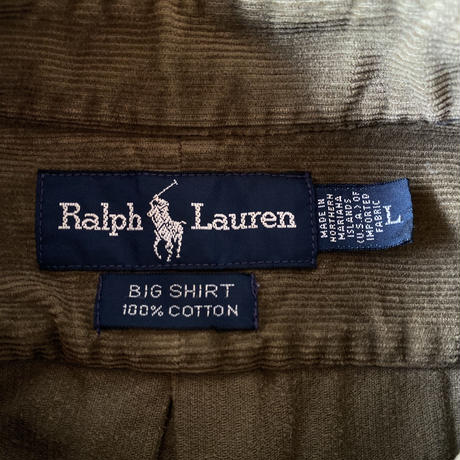 Ralph Lauren
BIG SHIRT
100% COTTON
MADE IN
NORTHERN
MARIANA
ISLANDS
(U.S.A.) OF
IMPORTED
FABRIC
L